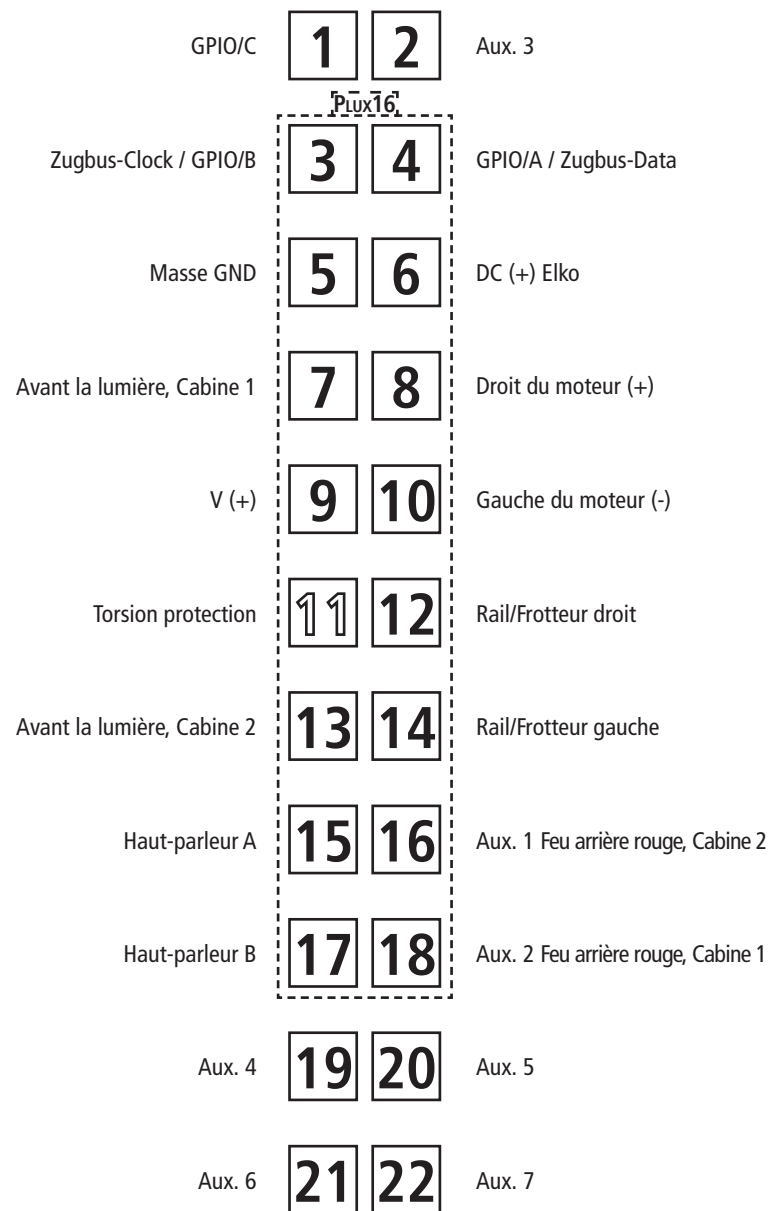 GPIO/C 1 2 Aux. 3
PLUX16
Zugbus-Clock / GPIO/B 3 4 GPIO/A / Zugbus-Data
Masse GND 5 6 DC (+) Elko
Avant la lumière, Cabine 1 7 8 Droit du moteur (+)
V (+) 9 10 Gauche du moteur (-)
Torsion protection 11 12 Rail/Frotteur droit
Avant la lumière, Cabine 2 13 14 Rail/Frotteur gauche
Haut-parleur A 15 16 Aux. 1 Feu arrière rouge, Cabine 2
Haut-parleur B 17 18 Aux. 2 Feu arrière rouge, Cabine 1
Aux. 4 19 20 Aux. 5
Aux. 6 21 22 Aux. 7